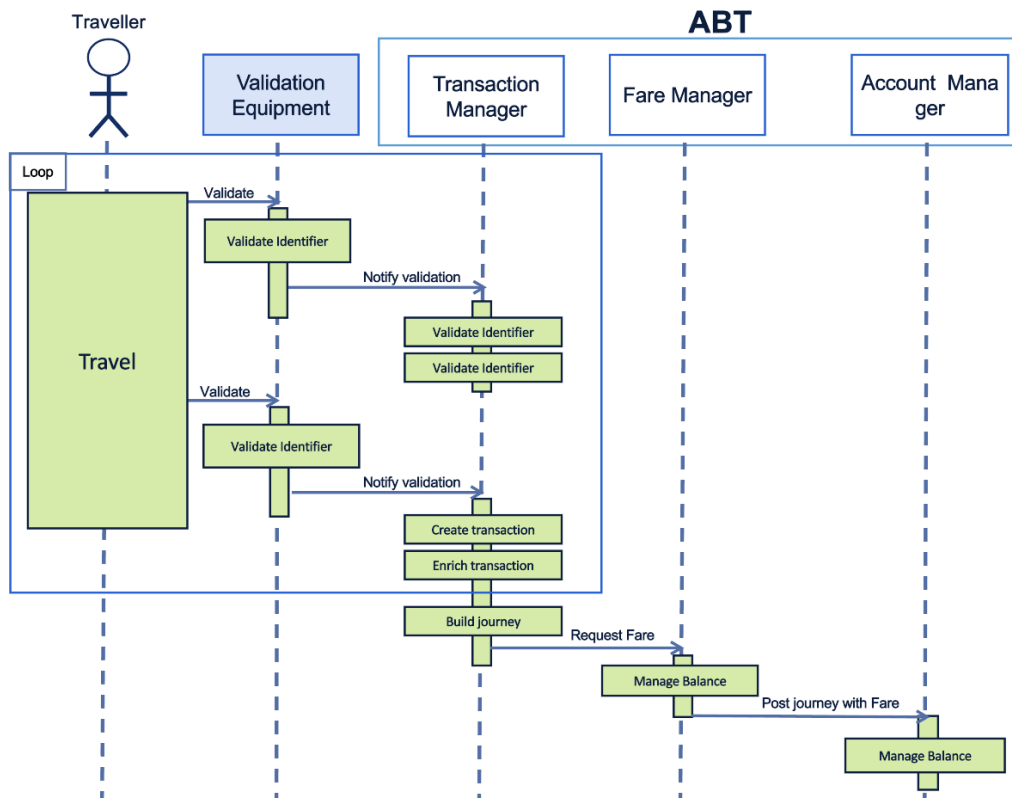 Traveller
ABT
Validation
Equipment
Transaction
Manager
Fare Manager
Account Mana
ger
Loop
Validate
Validate Identifier
Notify validation
Validate Identifier
Validate Identifier
Travel
Validate
Validate Identifier
Notify validation
Create transaction
Enrich transaction
Build journey
Request Fare
Manage Balance
Post journey with Fare
Manage Balance